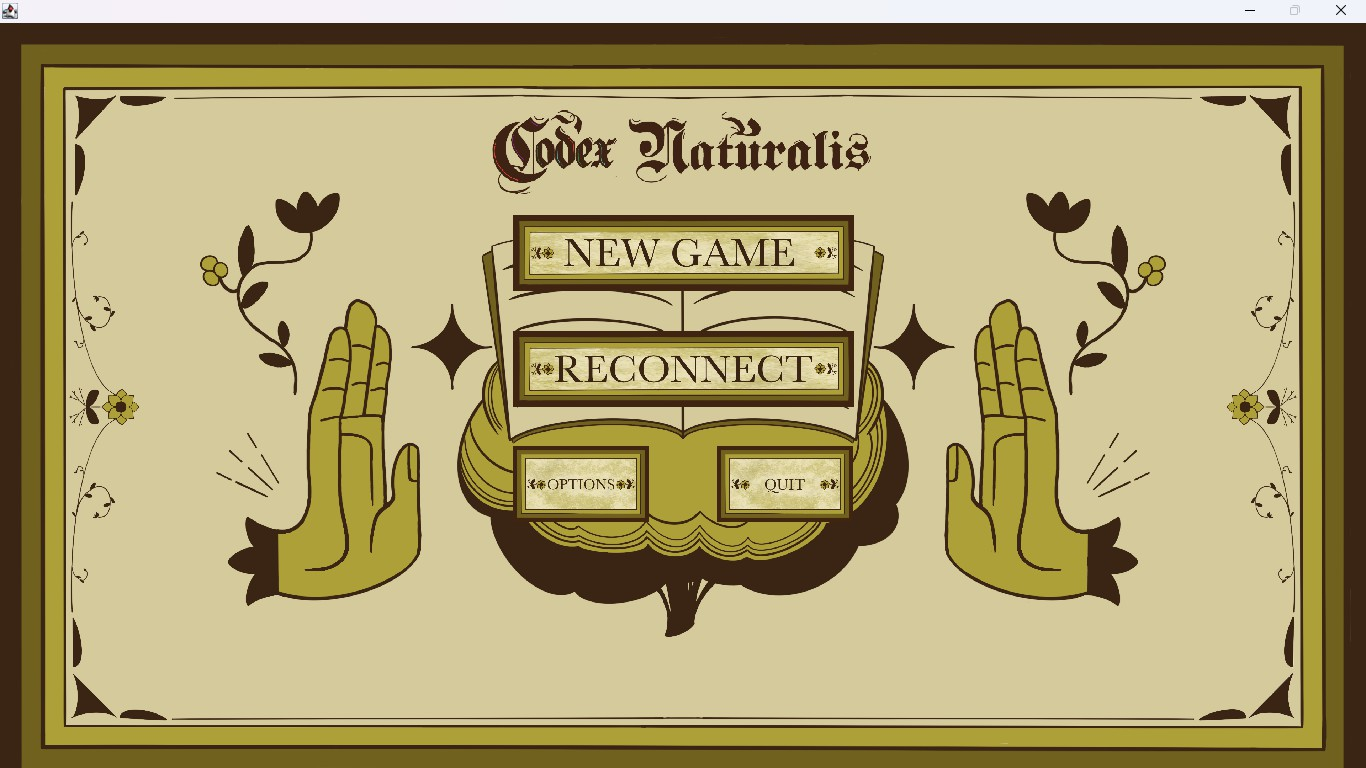 Codex Naturalis
NEW GAME
RECONNECT
OPTIONS
QUIT